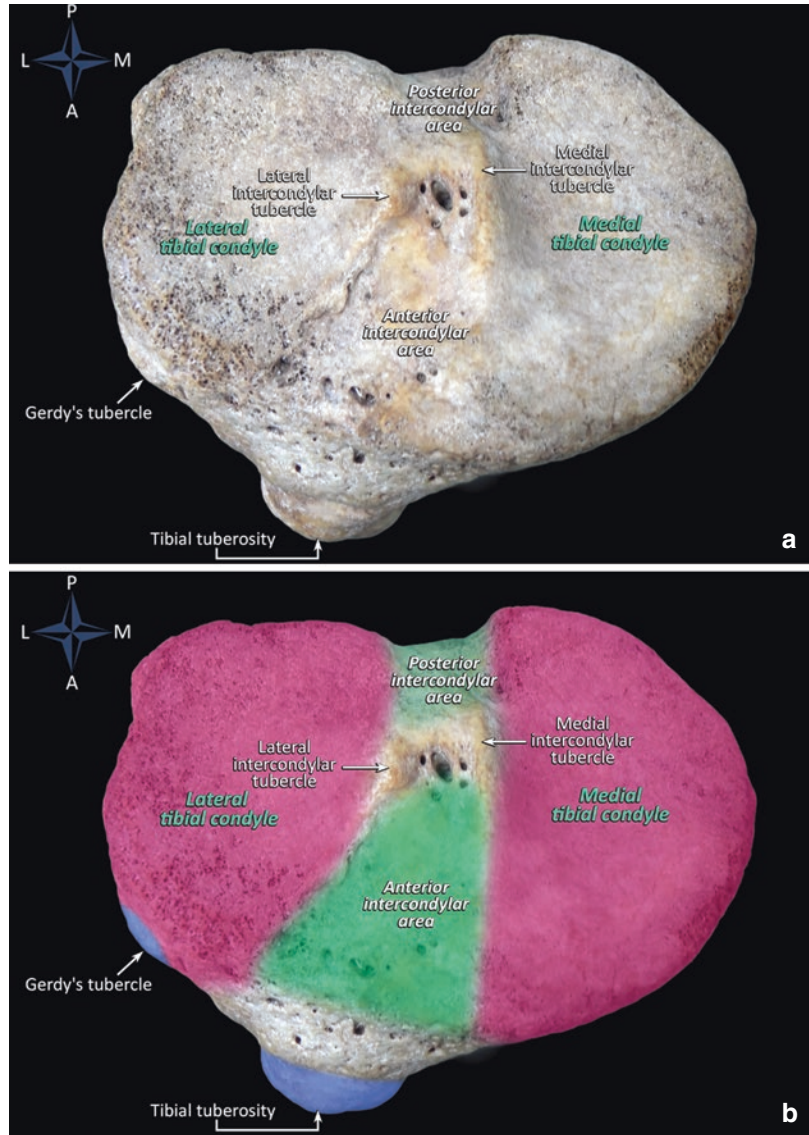 P
L M
A
Posterior
intercondylar
area
Lateral
intercondylar
tubercle
Medial
intercondylar
tubercle
Lateral
tibial condyle
Medial
tibial condyle
Anterior
intercondylar
area
Gerdy's tubercle
Tibial tuberosity
a
P
L M
A
Posterior
intercondylar
area
Lateral
intercondylar
tubercle
Medial
intercondylar
tubercle
Lateral
tibial condyle
Medial
tibial condyle
Anterior
intercondylar
area
Gerdy's tubercle
Tibial tuberosity
b